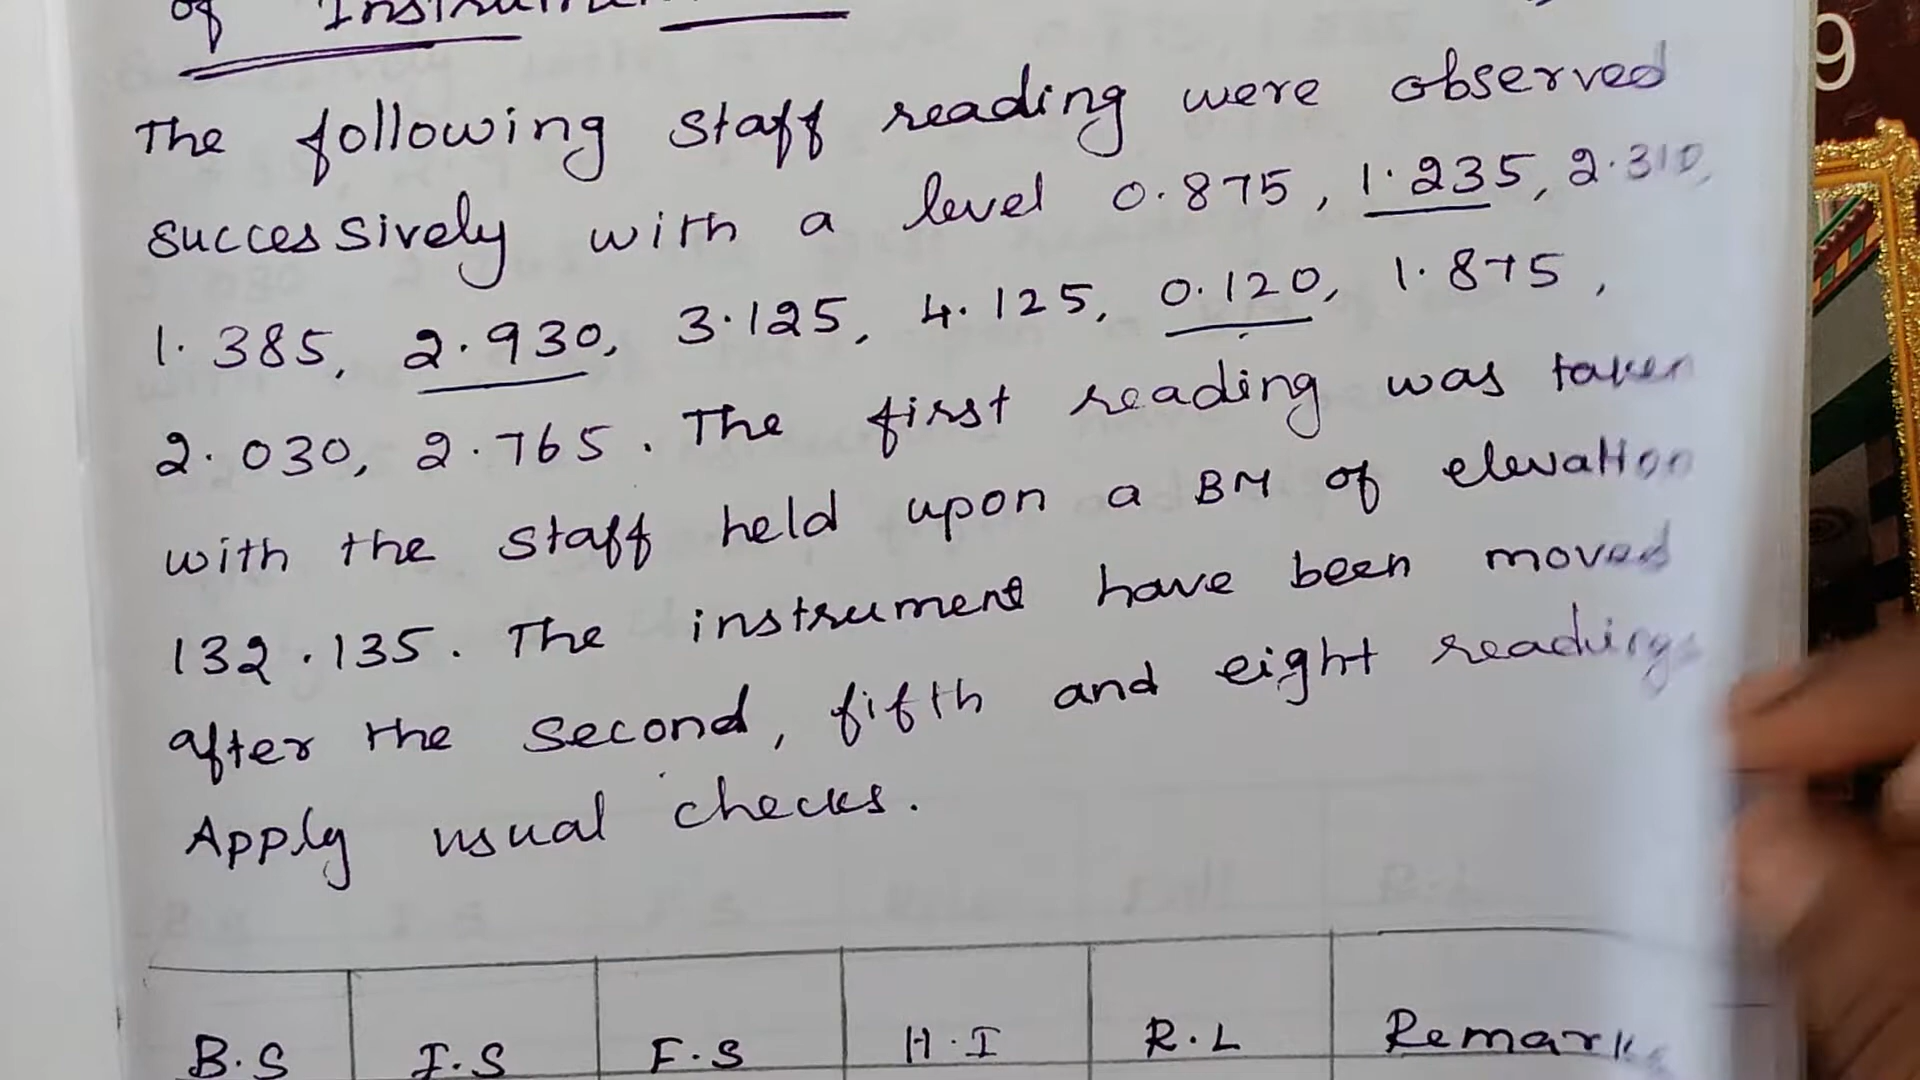 of Instrument
9
The following staff reading were observed
successively with a level 0.875, 1.235, 2.310,
1.385, 2.930, 3.125, 4.125, 0.120, 1.875,
2.030, 2.765. The first reading was taken
with the staff held upon a BM of elevation
132.135. The instrument have been moved
after the second, fifth and eight readings
Apply usual checks.
B.S I.S F.S H.I R.L Remarks